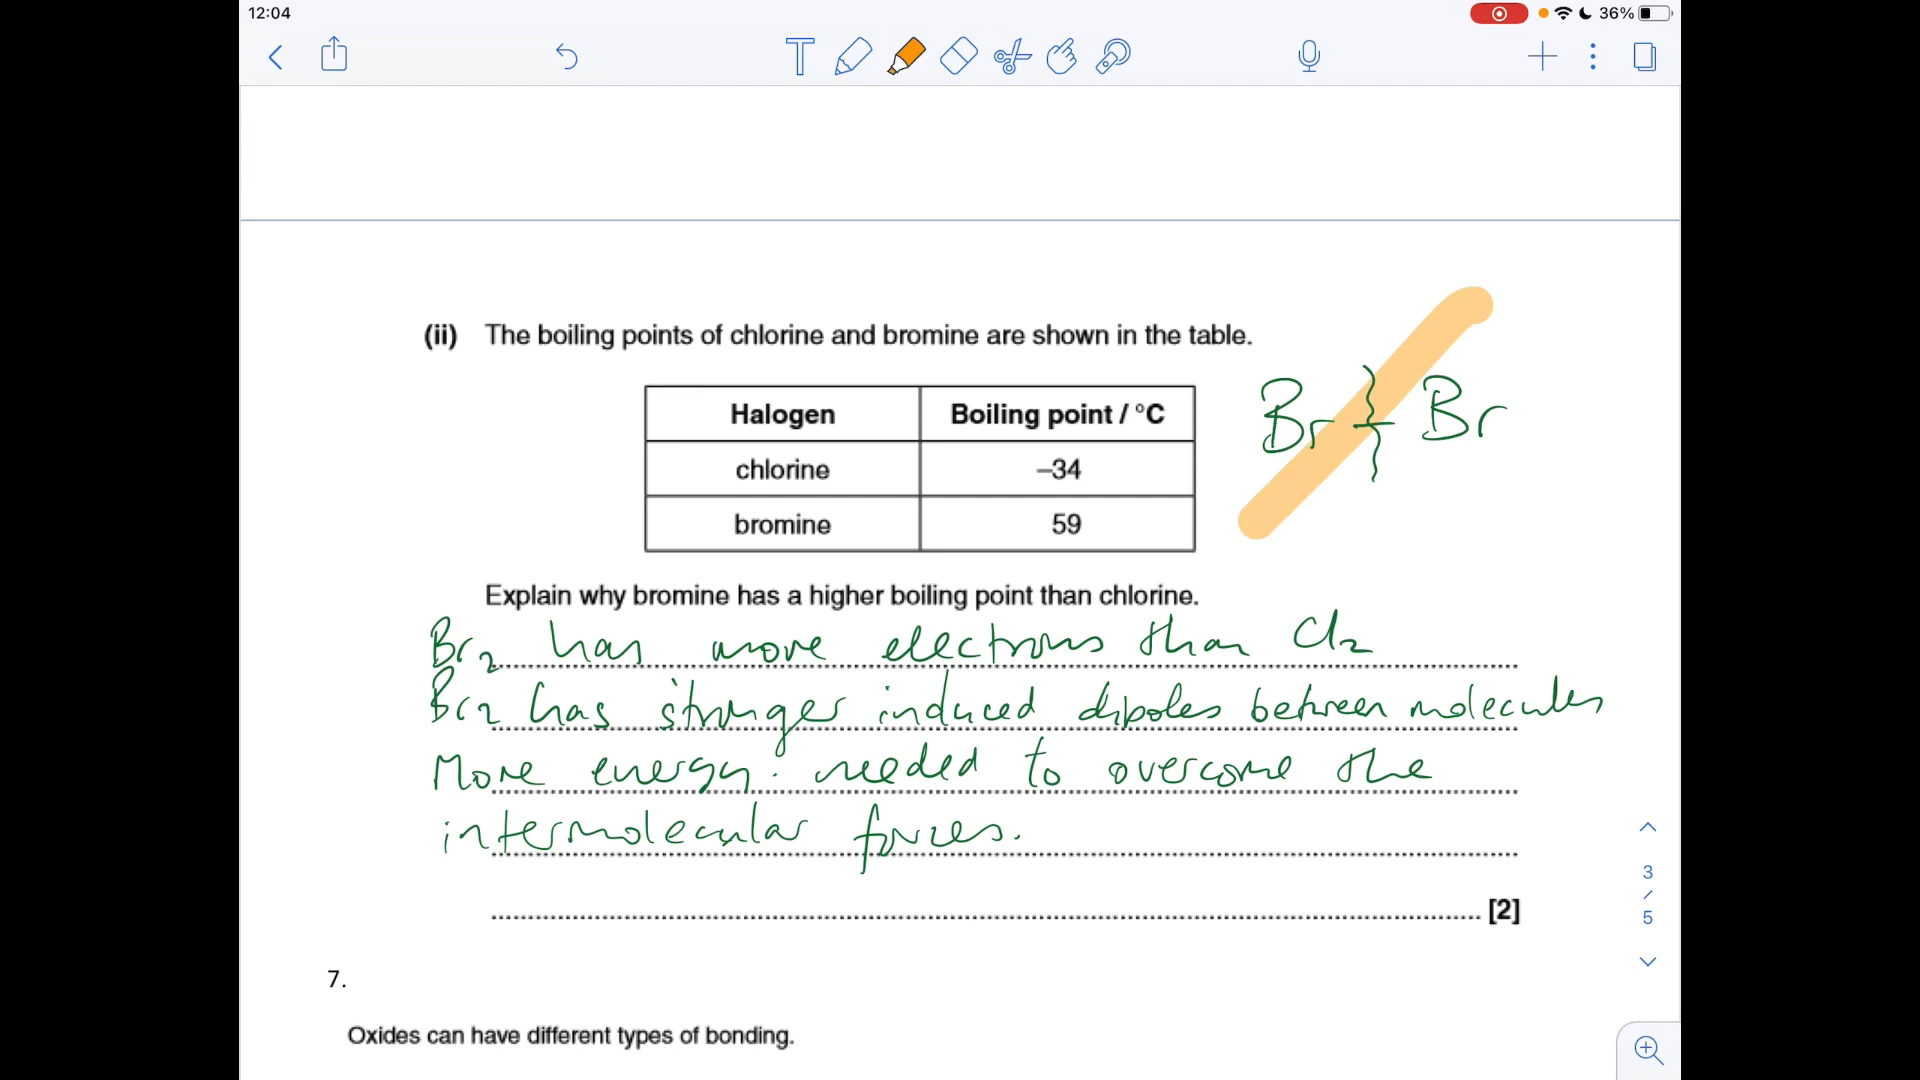 12:04
36%
T
(ii) The boiling points of chlorine and bromine are shown in the table.
Halogen Boiling point / °C
chlorine –34
bromine 59
Br Br
Explain why bromine has a higher boiling point than chlorine.
Br2 has more electrons than Cl2
Br2 has stronger induced dipoles between molecules
More energy needed to overcome the
intermolecular forces.
[2]
3
/
5
7.
Oxides can have different types of bonding.